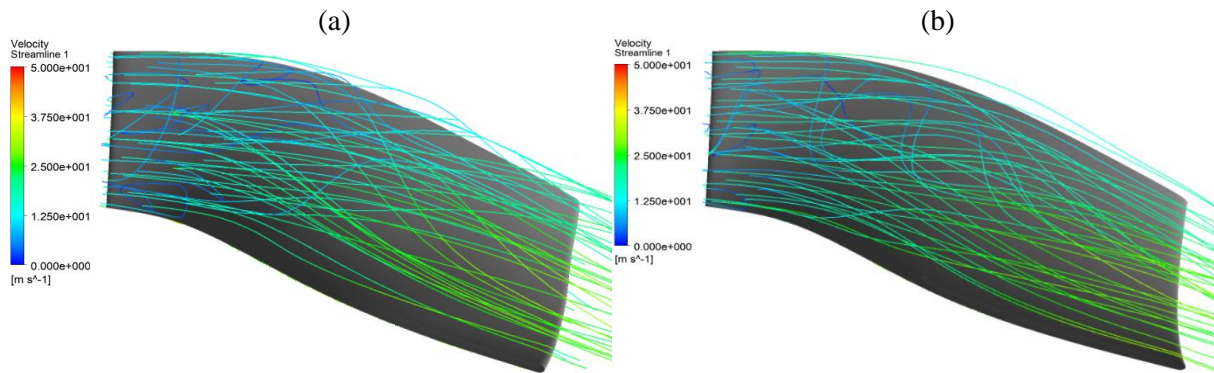 (a)
Velocity
Streamline 1
5.000e+001
3.750e+001
2.500e+001
1.250e+001
0.000e+000
[m s^-1]
(b)
Velocity
Streamline 1
5.000e+001
3.750e+001
2.500e+001
1.250e+001
0.000e+000
[m s^-1]